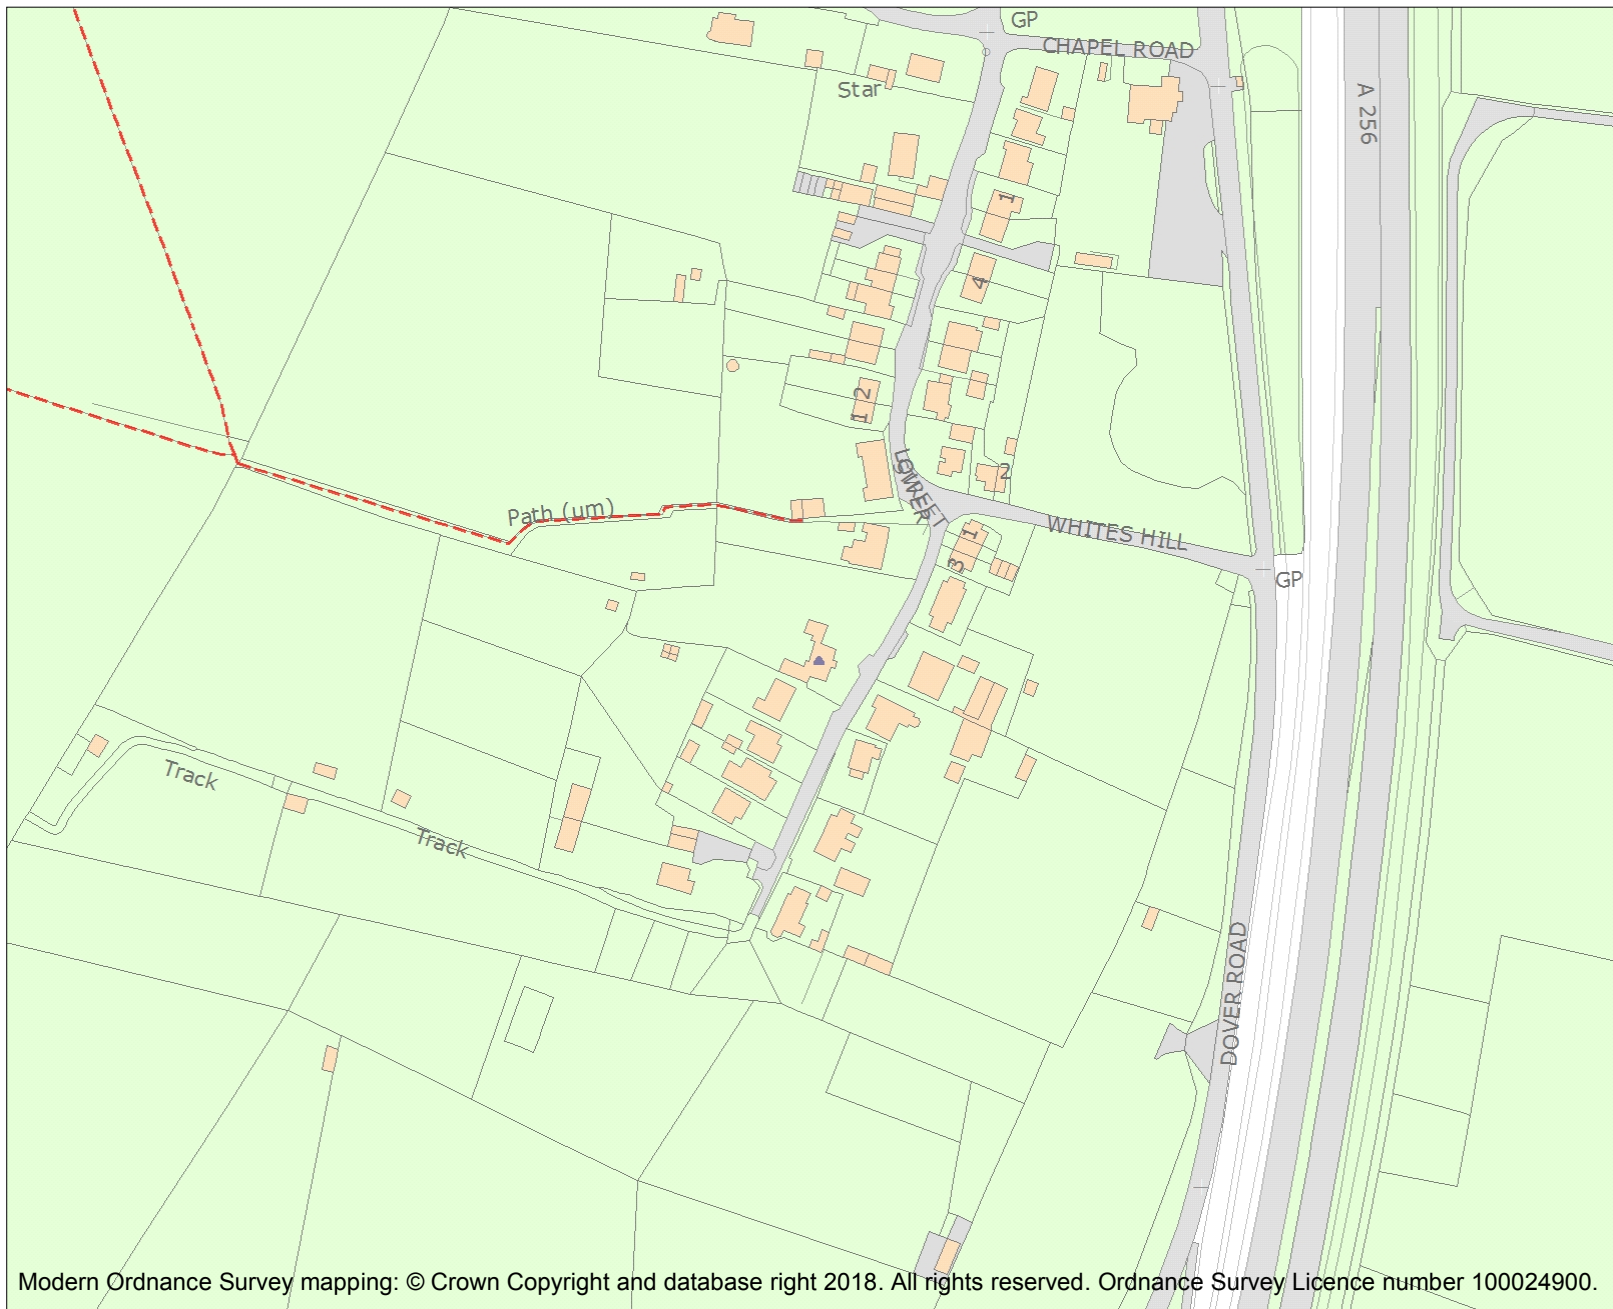 GP
CHAPEL ROAD
Star
A 256
1
4
2
1
LOWER
STREET
2
Path (um)
WHITES HILL
1
3
GP
Track
Track
DOVER ROAD
Modern Ordnance Survey mapping: © Crown Copyright and database right 2018. All rights reserved. Ordnance Survey Licence number 100024900.